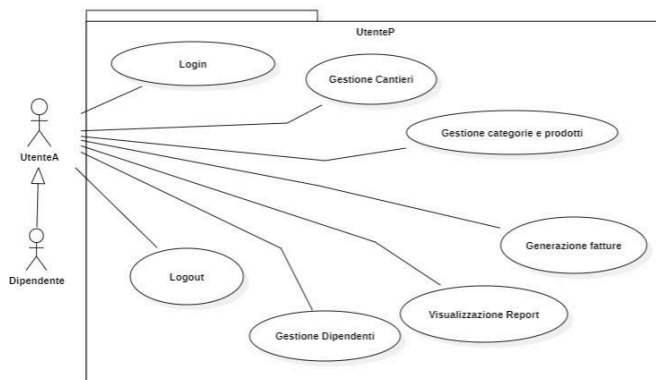 UtenteP
Login
Gestione Cantieri
Gestione categorie e prodotti
UtenteA
Generazione fatture
Dipendente
Logout
Visualizzazione Report
Gestione Dipendenti